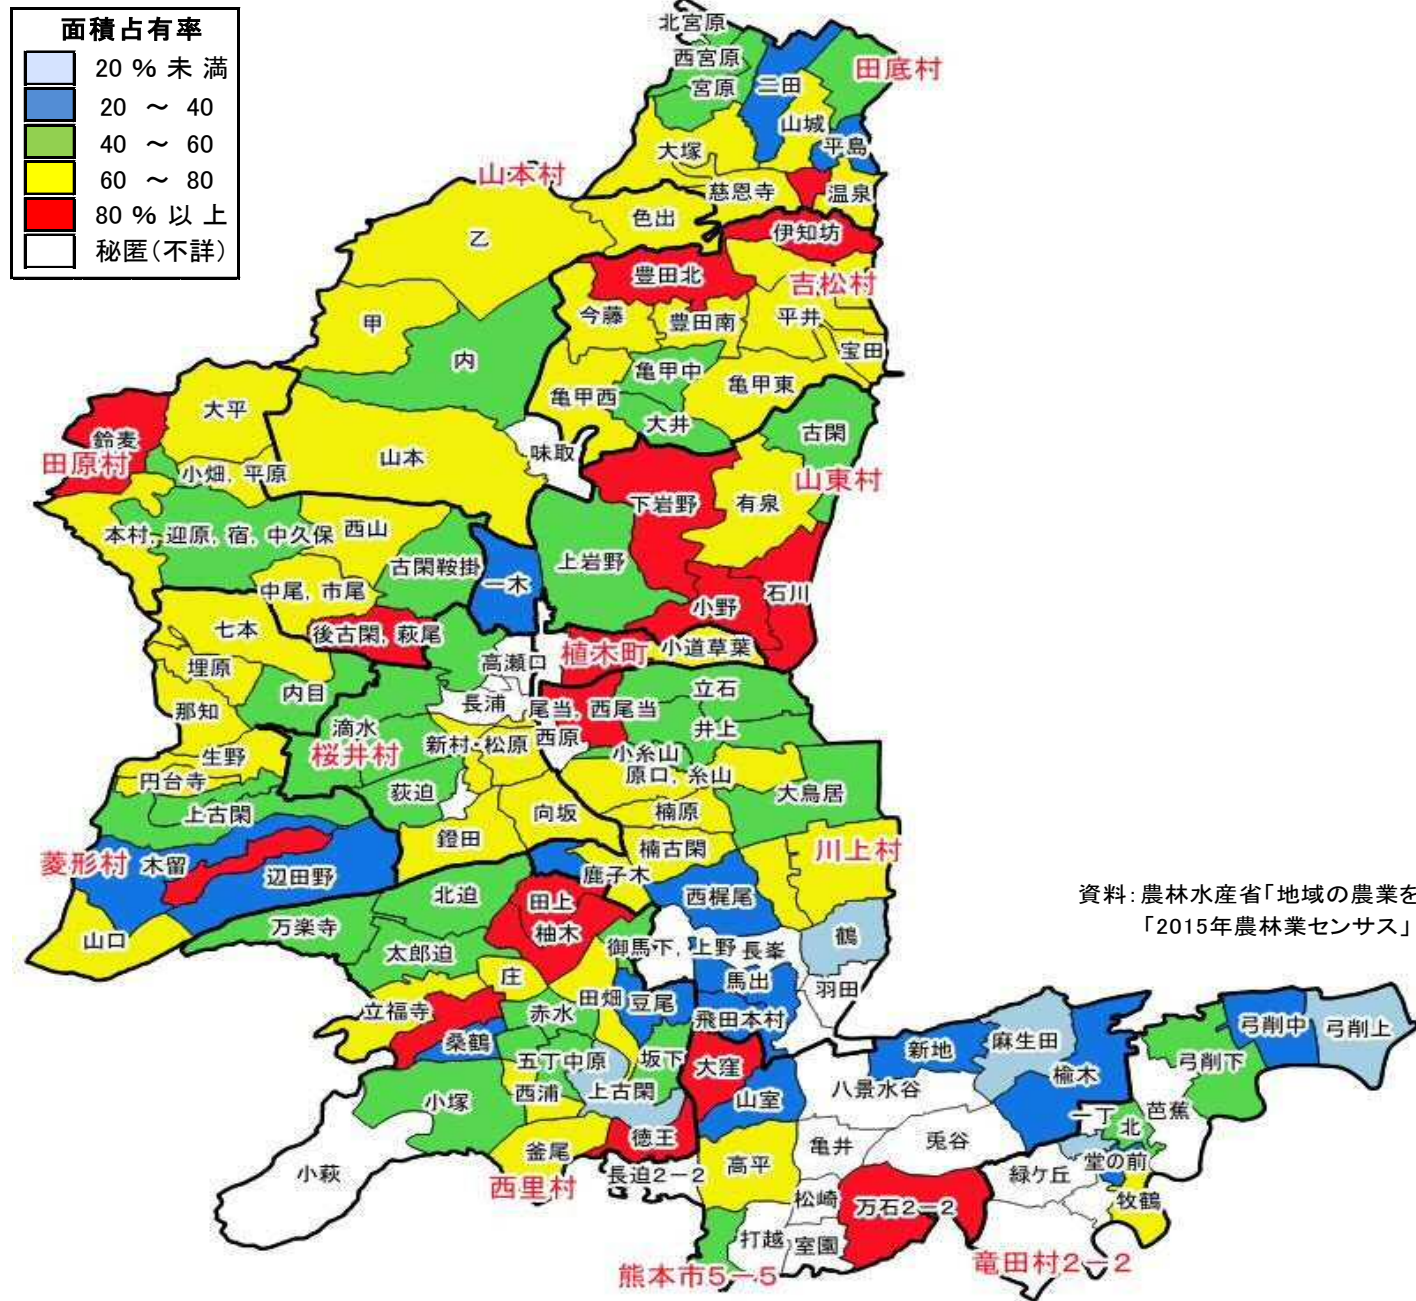 面積占有率
20 % 未 満
20 ～ 40
40 ～ 60
60 ～ 80
80 % 以 上
秘匿(不詳)
北宮原
西宮原
宮原
二田
田底村
山城
平島
大塚
慈恩寺
温泉
山本村
色出
伊知坊
乙
豊田北
吉松村
甲
今藤
豊田南
平井
宝田
内
亀甲中
亀甲東
亀甲西
大井
古閑
大平
鈴麦
田原村
小畑, 平原
山本
味取
下岩野
有泉
山東村
本村, 迎原, 宿, 中久保
西山
古閑鞍掛
一木
上岩野
中尾, 市尾
小野
石川
七本
後古閑, 萩尾
植木町
小道草葉
高瀬口
埋原
内目
長浦
尾当, 西尾当
立石
那知
滴水
新村・松原
西原
井上
桜井村
小糸山
生野
原口, 糸山
円台寺
荻迫
大鳥居
上古閑
鐙田
向坂
楠原
楠古閑
川上村
菱形村
木留
辺田野
鹿子木
西梶尾
北迫
田上
柚木
資料：農林水産省「地域の農業を
「2015年農林業センサス」
万楽寺
山口
太郎迫
御馬下, 上野
長峯
鶴
庄
馬出
羽田
立福寺
田畑
豆尾
赤水
飛田本村
桑鶴
新地
麻生田
弓削中
弓削上
五丁中原
坂下
大窪
弓削下
楡木
西浦
上古閑
山室
八景水谷
小塚
一丁
北
芭蕉
徳王
亀井
兎谷
釜尾
高平
堂の前
小萩
長迫2－2
緑ケ丘
西里村
松崎
万石2－2
牧鶴
打越
室園
熊本市5－5
竜田村2－2